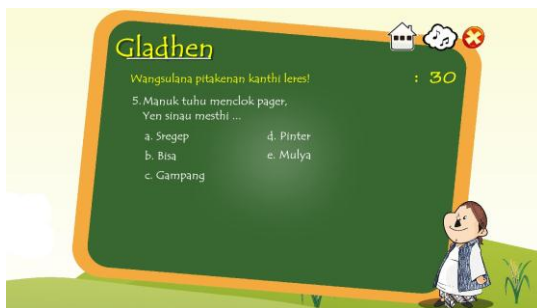 Gladhen
Wangsulana pitakenan kanthi leres!
: 30
5. Manuk tuhu menclok pager,
Yen sinau mesthi ...
a. Sregep
d. Pinter
b. Bisa
e. Mulya
c. Gampang